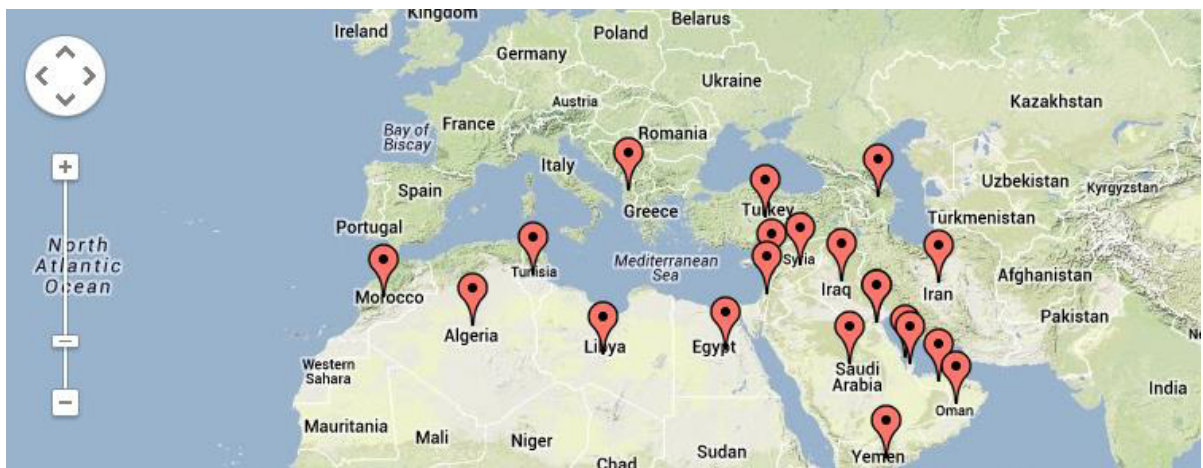 Kingdom
Ireland
Belarus
Poland
Germany
Ukraine
Kazakhstan
Austria
France
Bay of
Biscay
Romania
Italy
Uzbekistan
Kyrgyzstan
Spain
Turkey
Greece
Türkmenistan
Portugal
North
Atlantic
Ocean
Mediterranean
Sea
Syria
Tunisia
Afghanistan
Morocco
Iraq
Iran
Pakistan
Algeria
Libya
Egypt
Western
Sahara
Saudi
Arabia
India
Oman
Mauritania
Mali
Niger
Chad
Sudan
Yemen